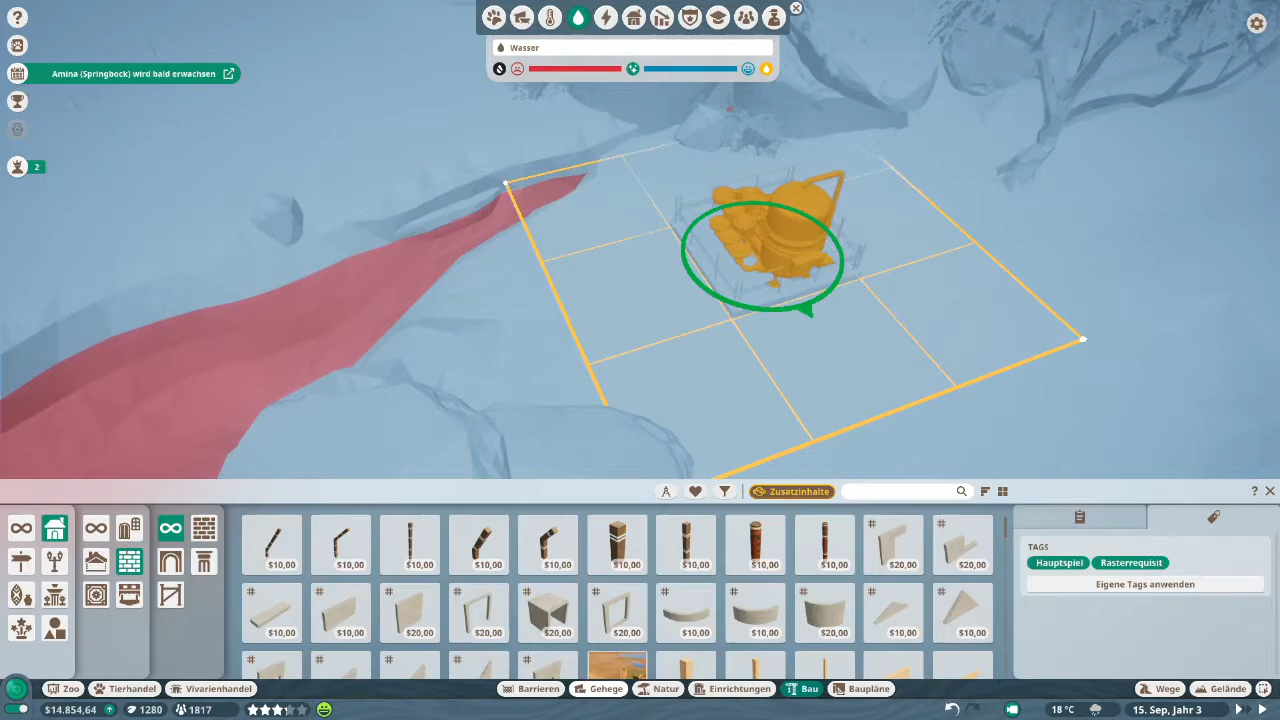 ?
Wasser
Amina (Springbock) wird bald erwachsen
2
Zusatzinhalte
?
$10,00 $10,00 $10,00 $10,00 $10,00 $10,00 $10,00 $10,00 $10,00 $20,00 $20,00
$10,00 $10,00 $20,00 $20,00 $20,00 $20,00 $10,00 $10,00 $20,00 $10,00 $10,00
TAGS
Hauptspiel Rasterrequisit
Eigene Tags anwenden
Zoo Tierhandel Vivarienhandel Barrieren Gehege Natur Einrichtungen Bau Baupläne Wege Gelände
$14.854,64 1280 1817 18 °C 15. Sep, Jahr 3